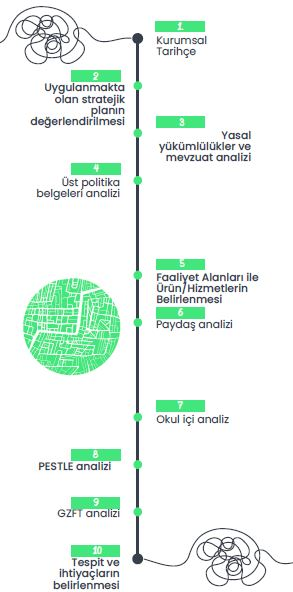 1
Kurumsal
Tarihçe
2
Uygulanmakta
olan stratejik
planın
değerlendirilmesi
3
Yasal
yükümlülükler ve
mevzuat analizi
4
Üst politika
belgeleri analizi
5
Faaliyet Alanları ile
Ürün/Hizmetlerin
Belirlenmesi
6
Paydaş analizi
7
Okul içi analiz
8
PESTLE analizi
9
GZFT analizi
10
Tespit ve
ihtiyaçların
belirlenmesi